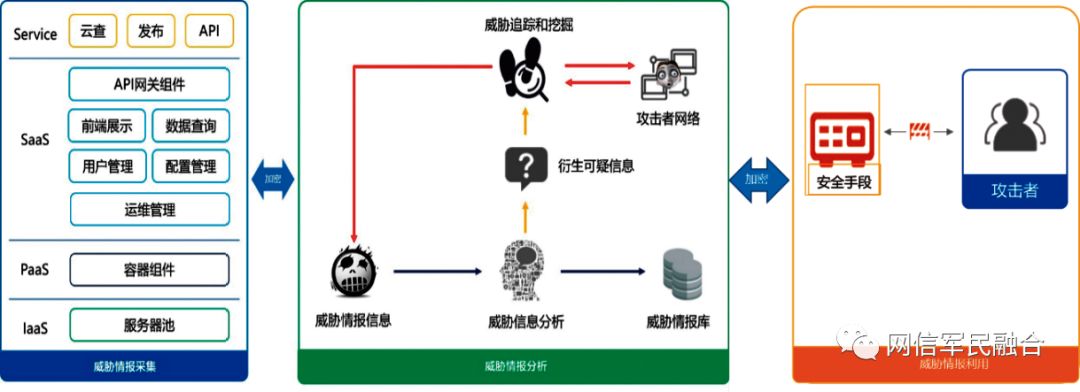 Service
云查
发布
API
SaaS
API网关组件
前端展示
数据查询
用户管理
配置管理
运维管理
PaaS
容器组件
IaaS
服务器池
威胁情报采集
加密
威胁追踪和挖掘
攻击者网络
?
衍生可疑信息
威胁情报信息
威胁信息分析
威胁情报库
威胁情报分析
加密
安全手段
攻击者
网信军民融合
威胁情报利用